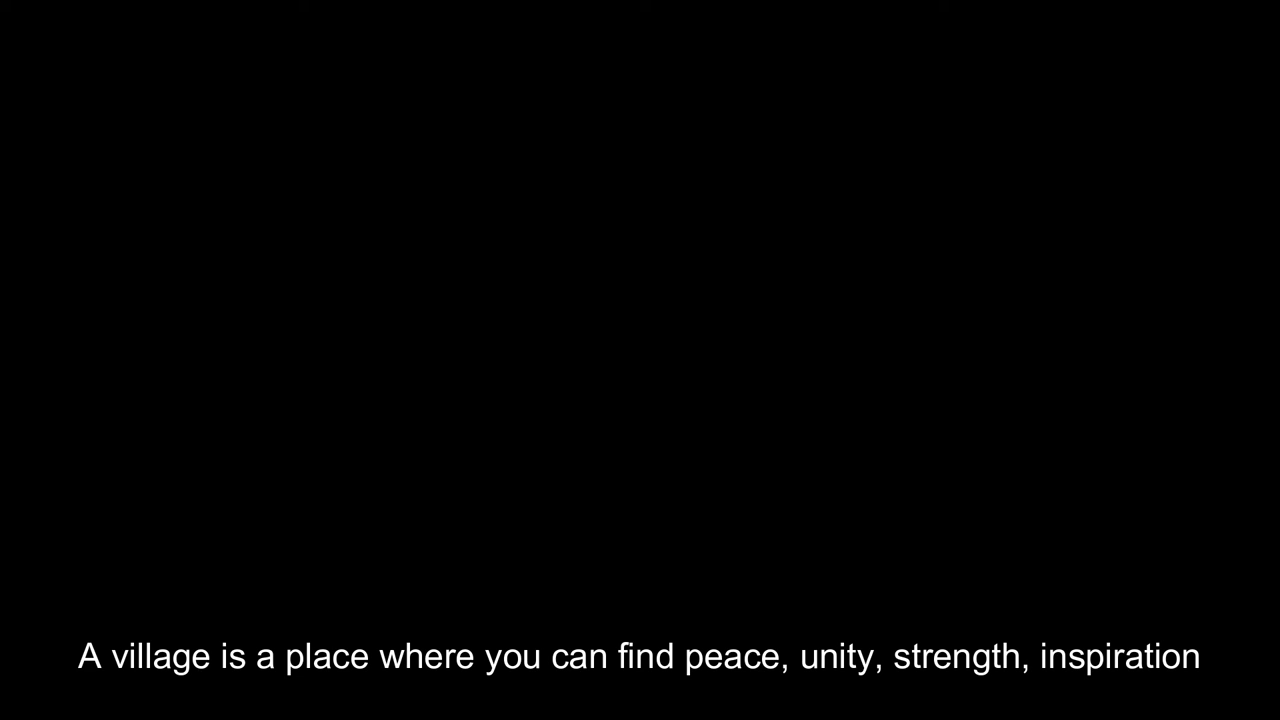 A village is a place where you can find peace, unity, strength, inspiration